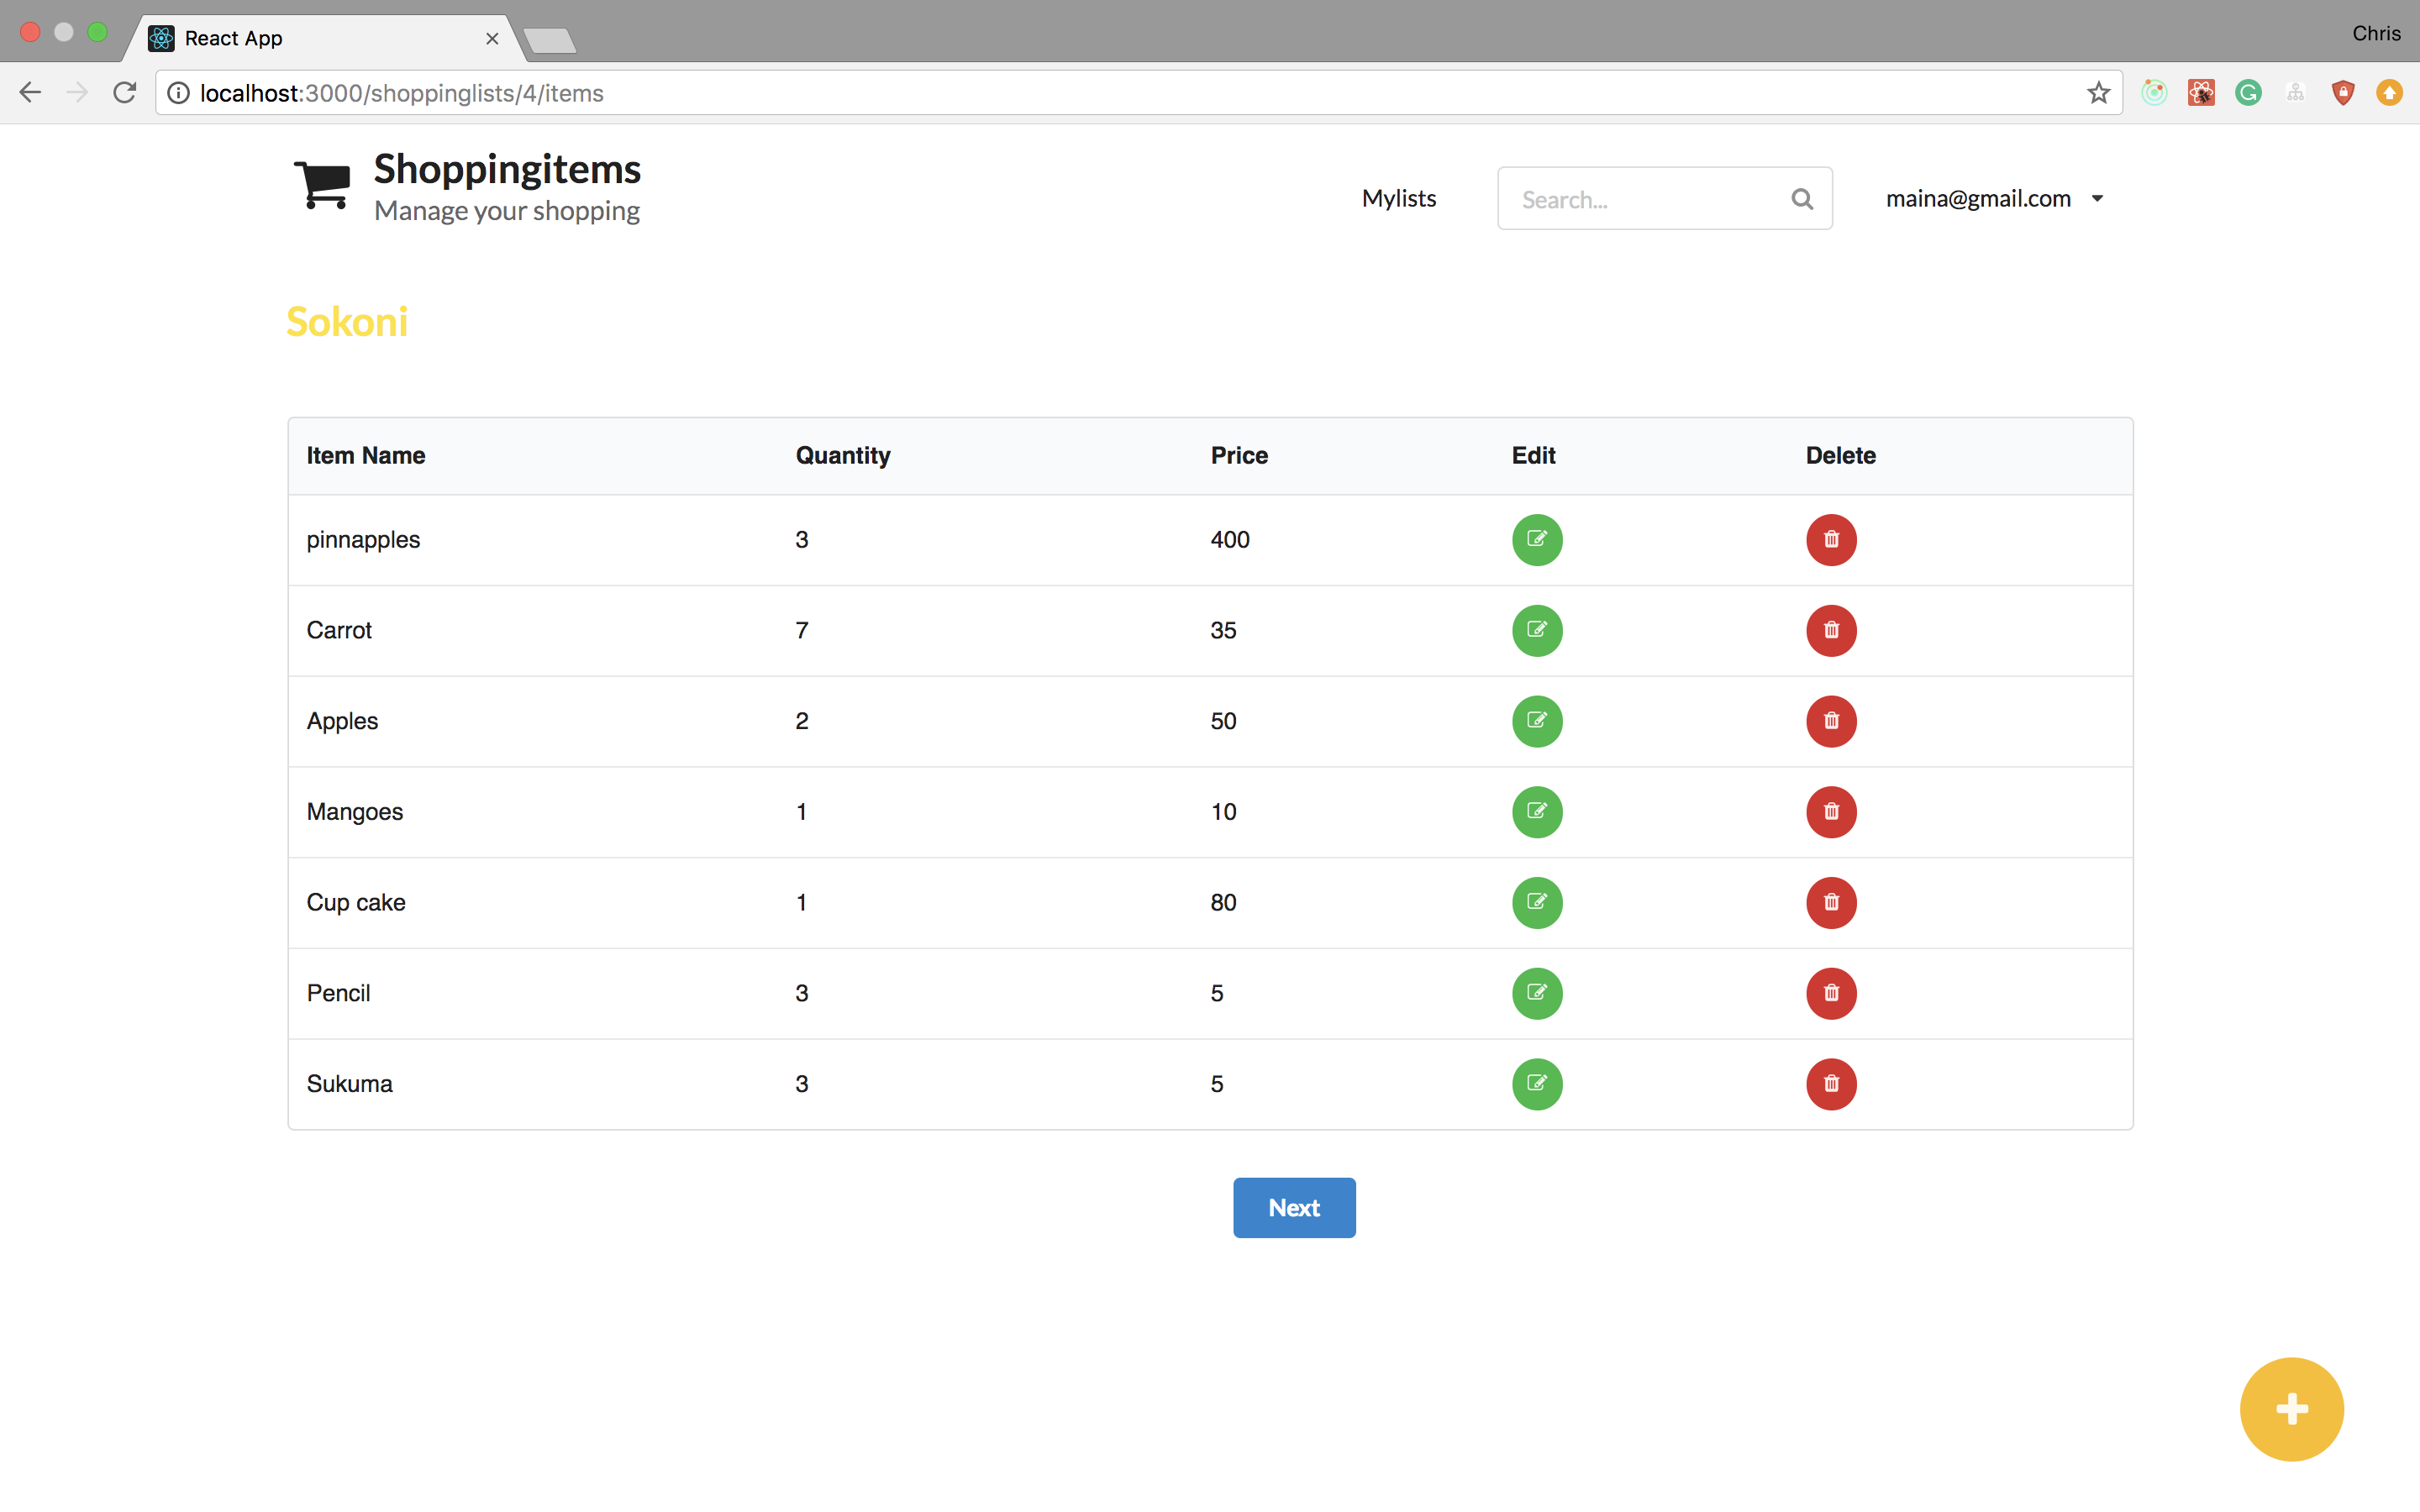 React App
Chris
localhost:3000/shoppinglists/4/items
Shoppingitems
Manage your shopping
Mylists
Search...
maina@gmail.com
Sokoni
Item Name Quantity Price Edit Delete
pinnapples 3 400
Carrot 7 35
Apples 2 50
Mangoes 1 10
Cup cake 1 80
Pencil 3 5
Sukuma 3 5
Next